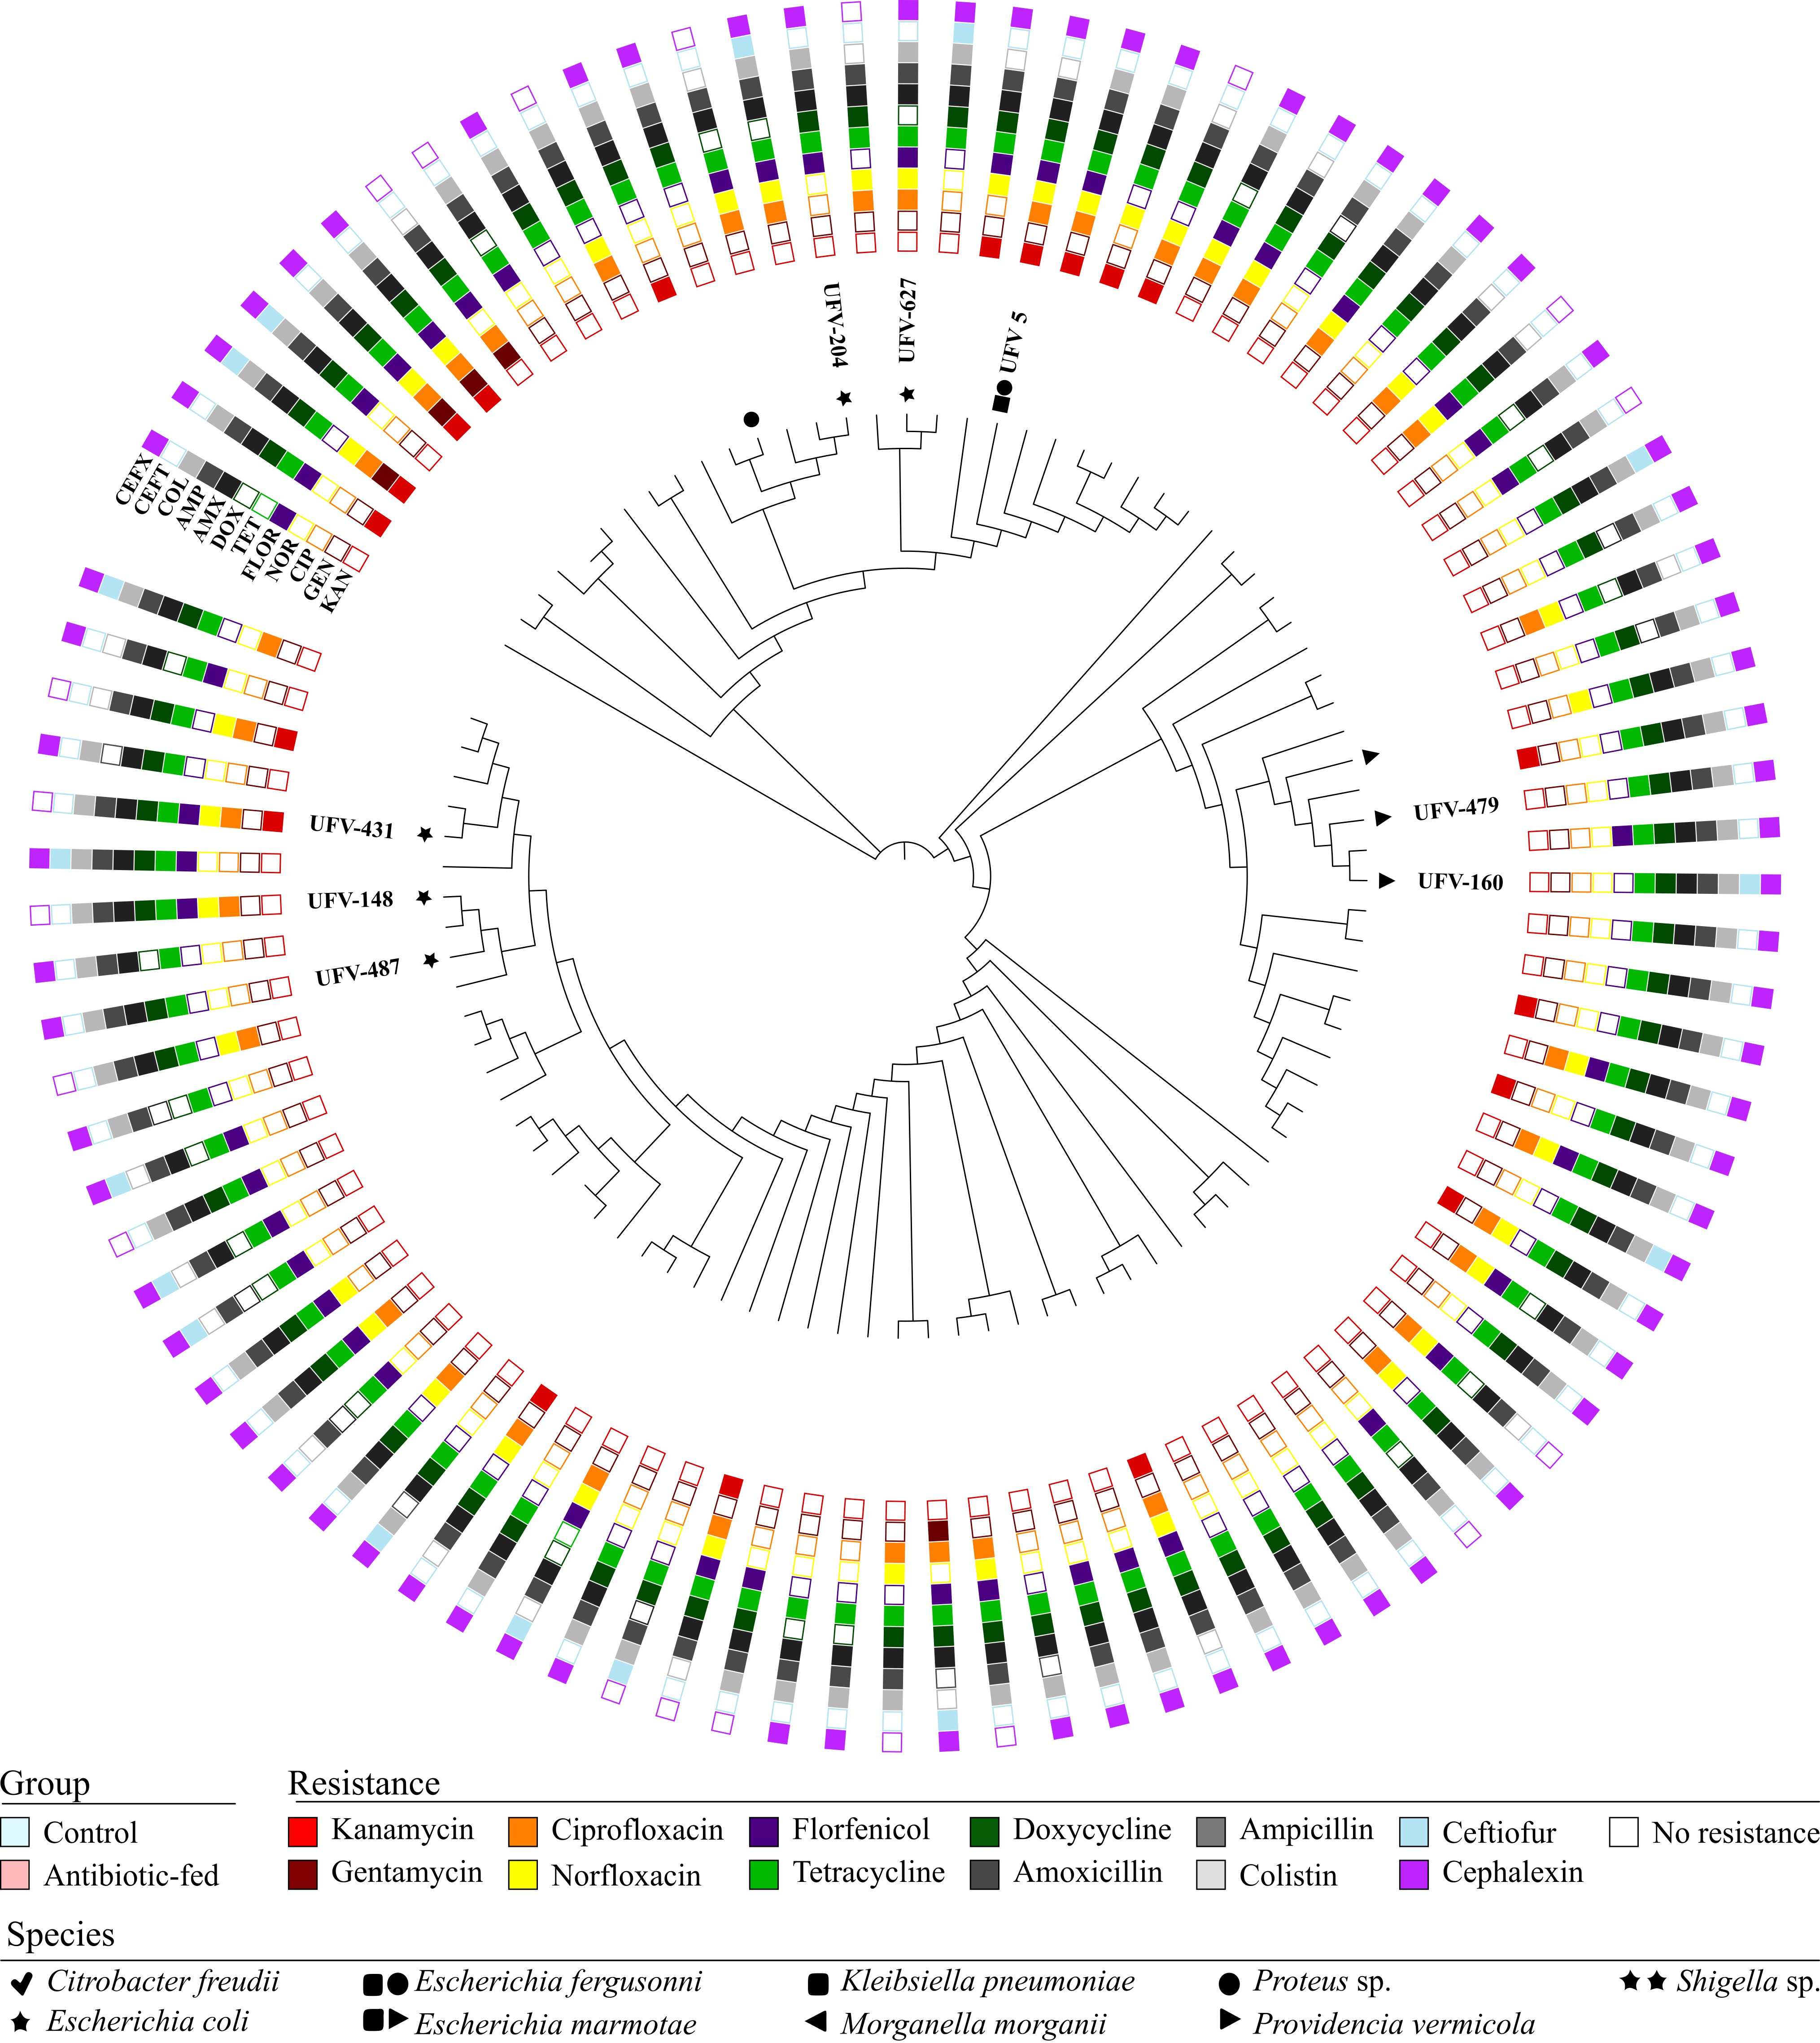 UFV-204
UFV-627
UFV 5
CEFX
CEFT
COL
AMP
AMX
DOX
TET
FLOR
NOR
CIP
GEN
KAN
UFV-431
UFV-148
UFV-487
UFV-479
UFV-160
Group
Control
Antibiotic-fed
Resistance
Kanamycin
Ciprofloxacin
Florfenicol
Doxycycline
Ampicillin
Ceftiofur
No resistance
Gentamycin
Norfloxacin
Tetracycline
Amoxicillin
Colistin
Cephalexin
Species
Citrobacter freudii
Escherichia fergusonni
Kleibsiella pneumoniae
Proteus sp.
Shigella sp.
Escherichia coli
Escherichia marmotae
Morganella morganii
Providencia vermicola